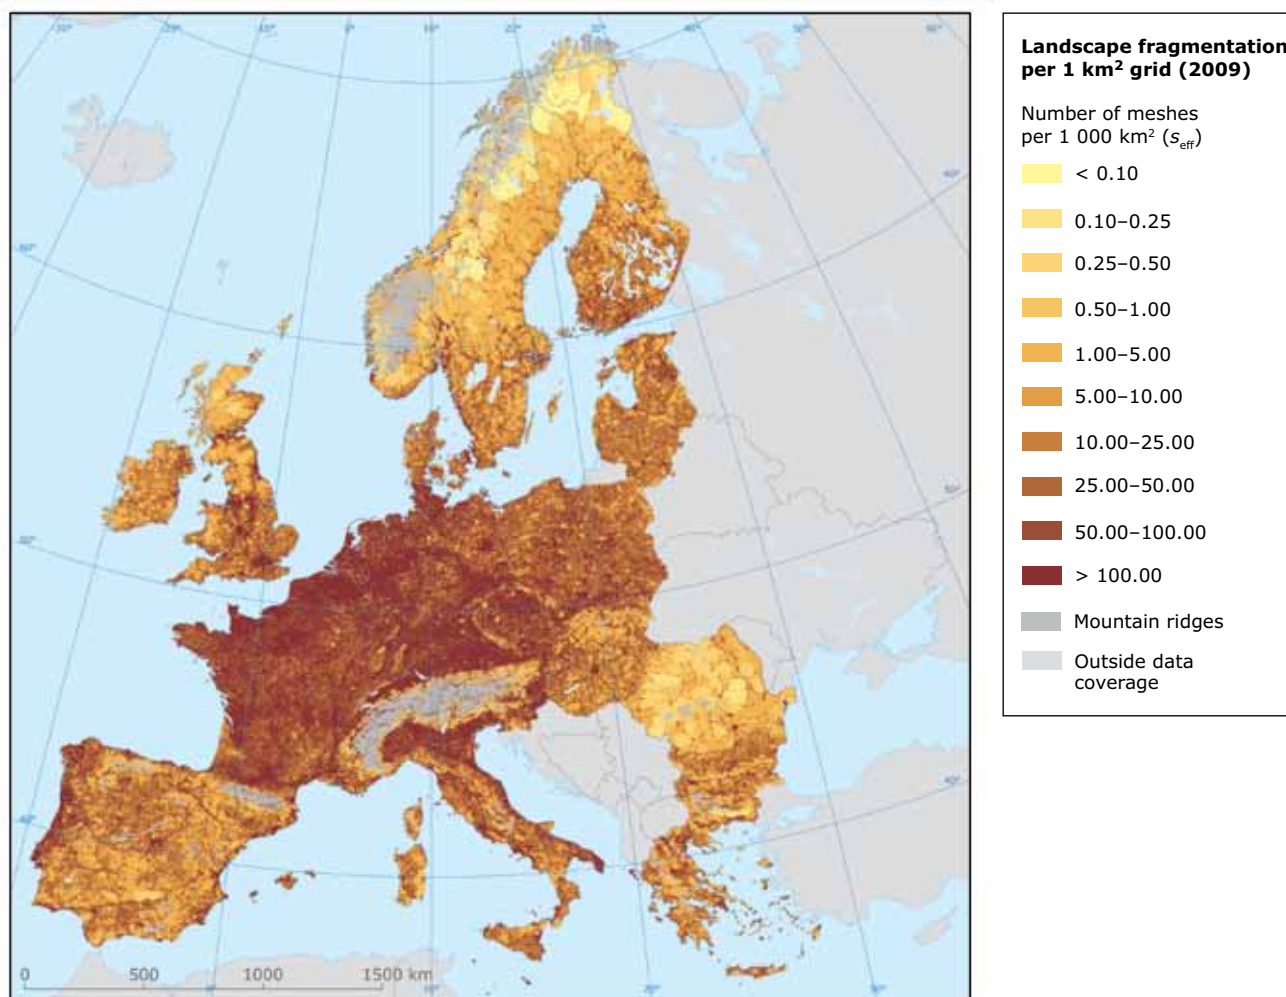 Landscape fragmentation
per 1 km² grid (2009)
Number of meshes
per 1 000 km² (s_eff)
< 0.10
0.10–0.25
0.25–0.50
0.50–1.00
1.00–5.00
5.00–10.00
10.00–25.00
25.00–50.00
50.00–100.00
> 100.00
Mountain ridges
Outside data
coverage
0 500 1000 1500 km